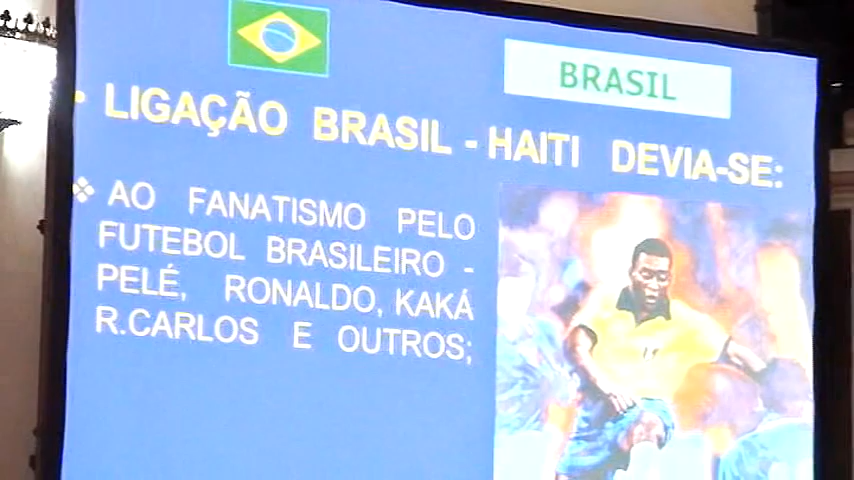 BRASIL
LIGAÇÃO BRASIL - HAITI DEVIA-SE:
AO FANATISMO PELO
FUTEBOL BRASILEIRO -
PELÉ, RONALDO, KAKÁ
R.CARLOS E OUTROS;